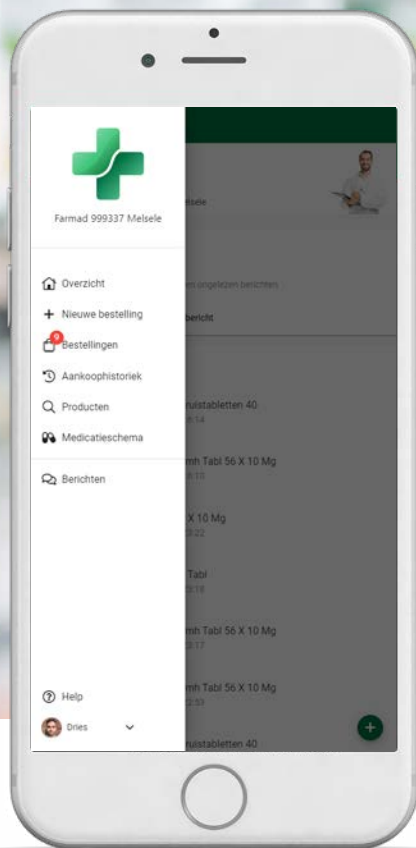 Farmad 999337 Melsele
Overzicht
Nieuwe bestelling
9
Bestellingen
Aankoophistoriek
Producten
Medicatieschema
Berichten
Help
Dries
elsele
en ongelezen berichten
bericht
ruistabletten 40
mh Tabl 56 X 10 Mg
X 10 Mg
Tabl
mh Tabl 56 X 10 Mg
mh Tabl 56 X 10 Mg
ruistabletten 40